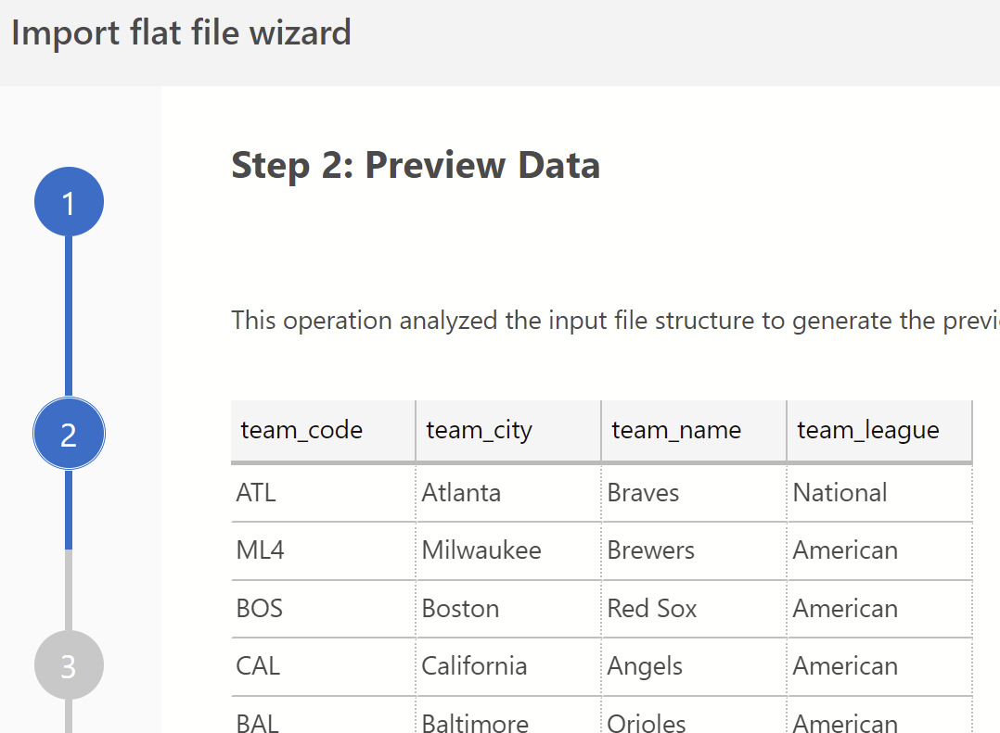 Import flat file wizard
Step 2: Preview Data
1
This operation analyzed the input file structure to generate the
team_code team_city team_name team_league
2
ATL Atlanta Braves National
ML4 Milwaukee Brewers American
BOS Boston Red Sox American
CAL California Angels American
3
BAL Baltimore Orioles American